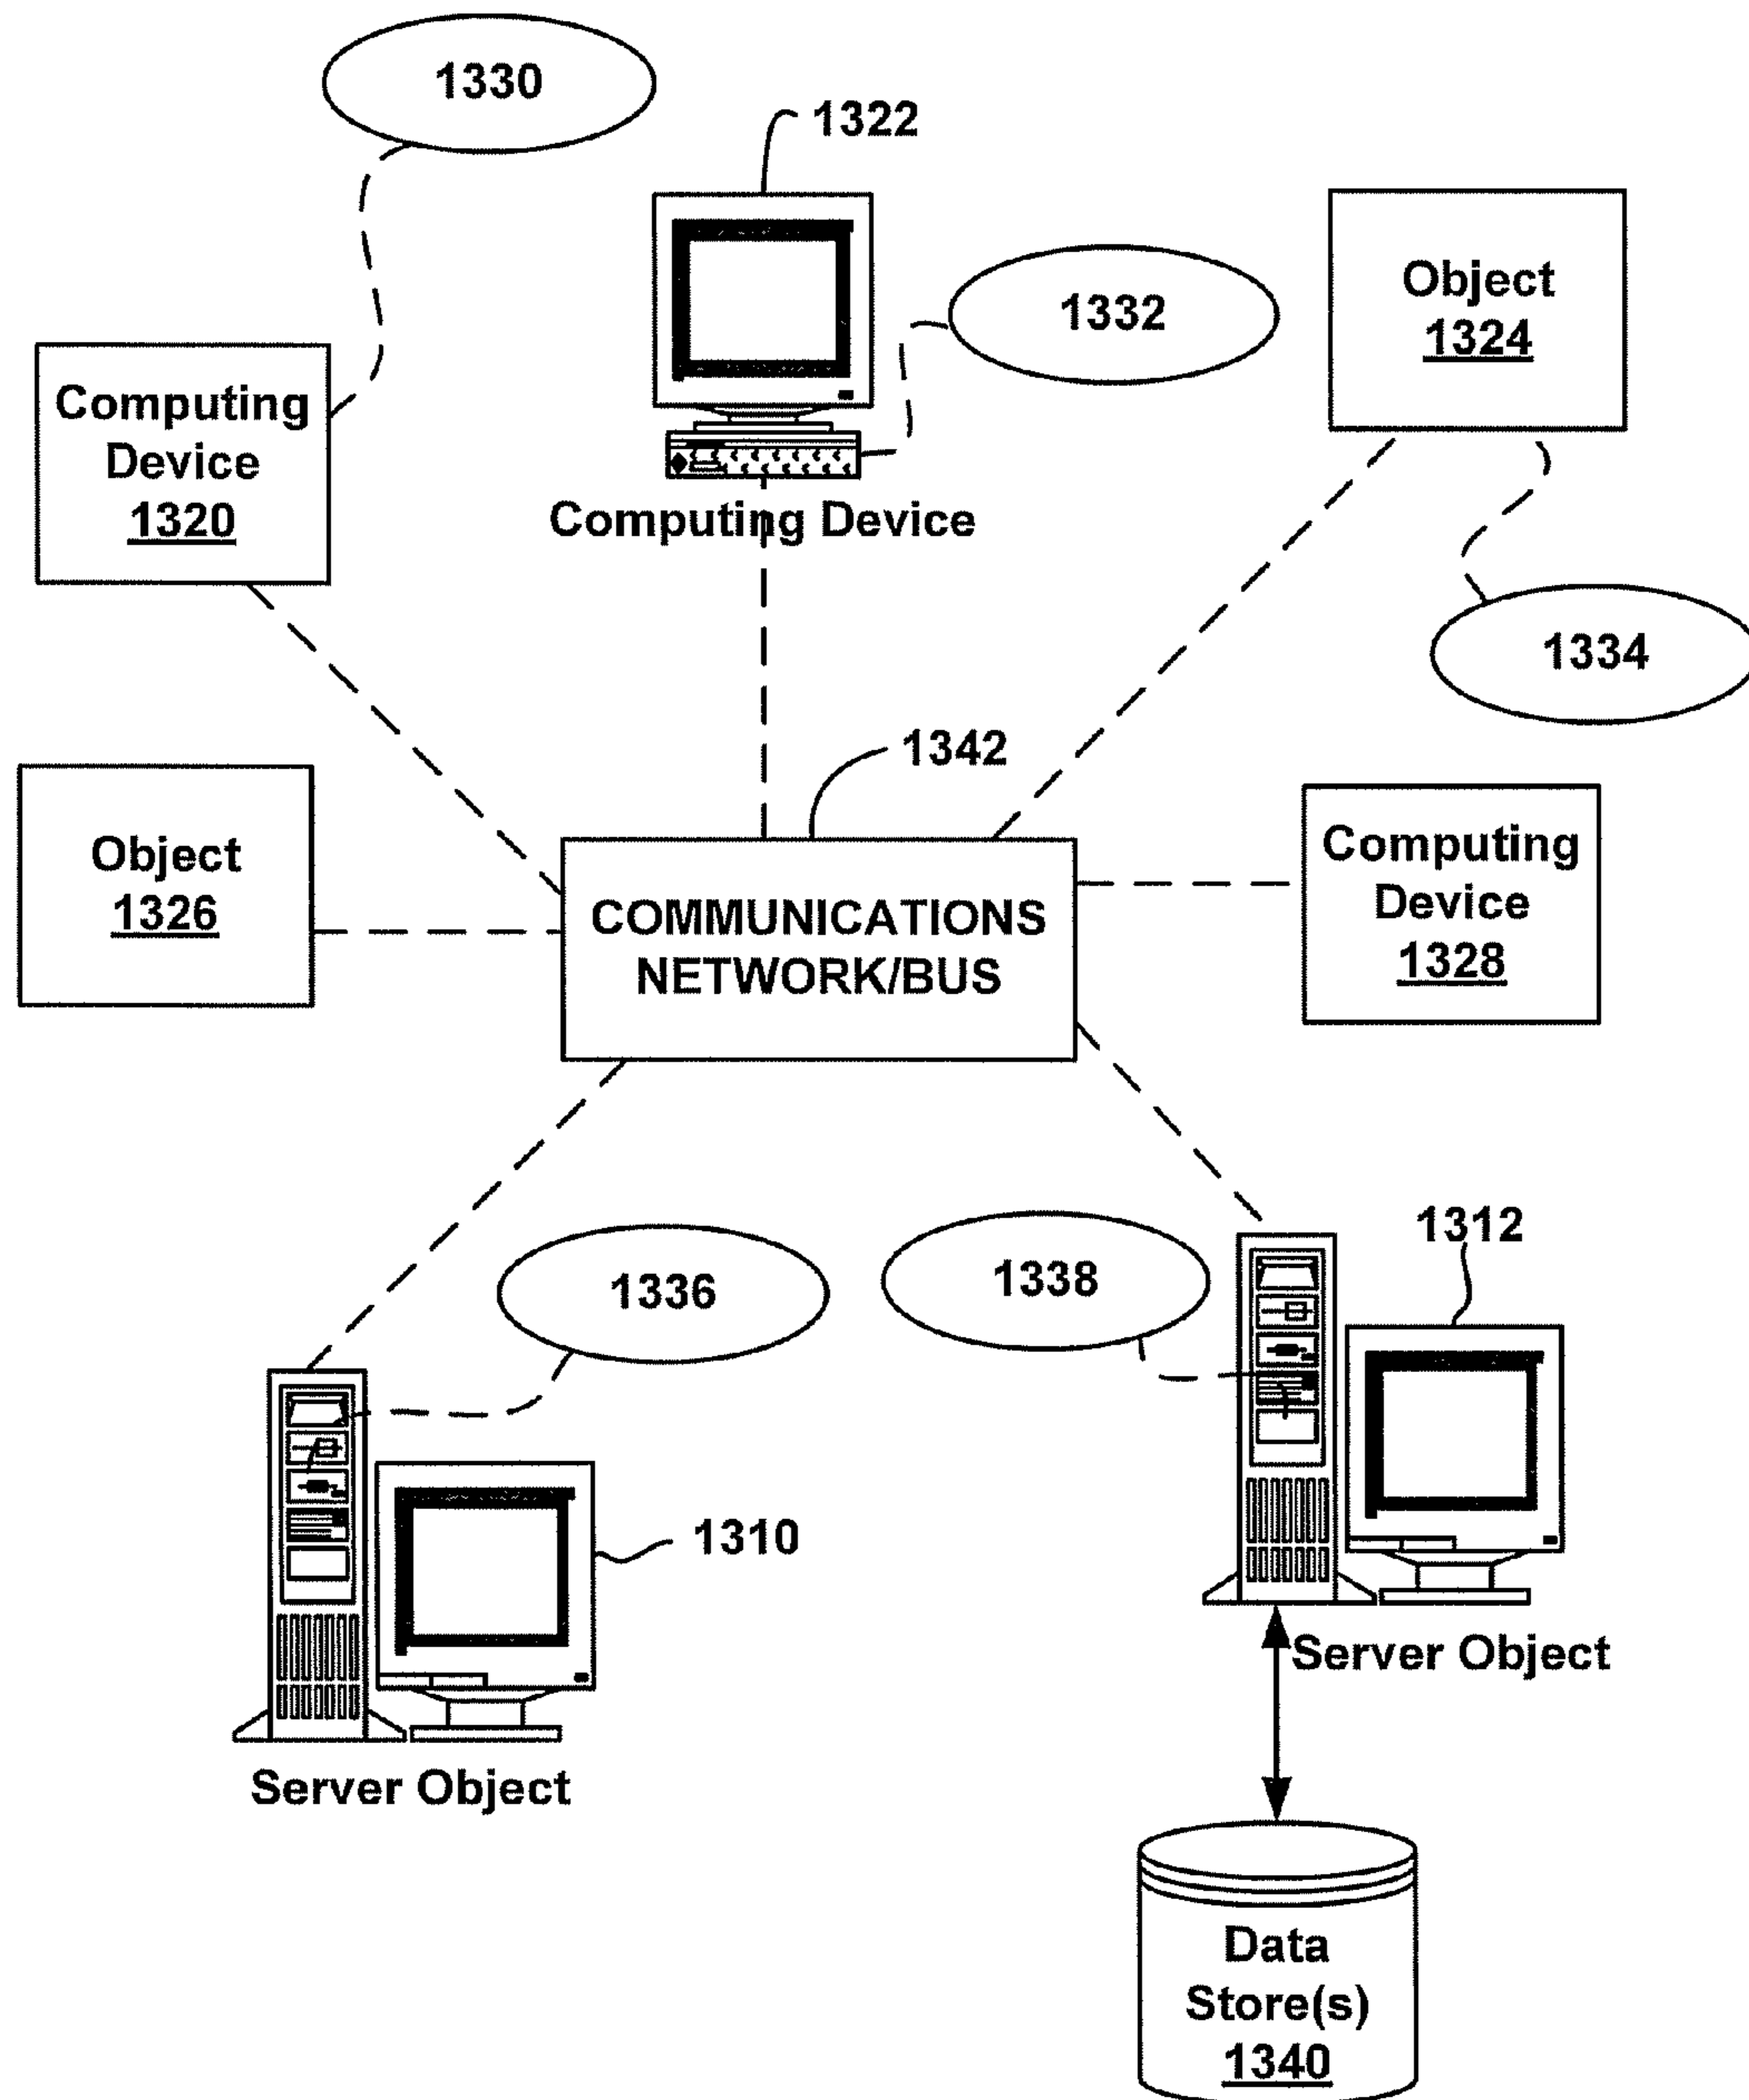 1330
1322
1332
Object
1324
Computing
Device
1320
Computing Device
1334
1342
Object
1326
COMMUNICATIONS
NETWORK/BUS
Computing
Device
1328
1336
1338
1312
1310
Server Object
Server Object
Data
Store(s)
1340